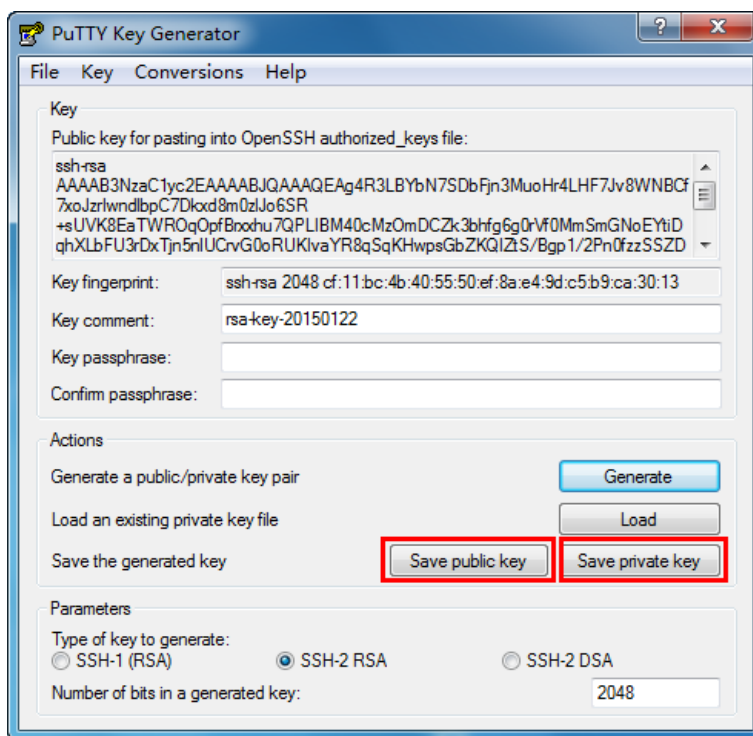 PuTTY Key Generator
File Key Conversions Help
Key
Public key for pasting into OpenSSH authorized_keys file:
ssh-rsa
AAAAB3NzaC1yc2EAAAABJQAAAQEAg4R3LBYbN7SDbFjn3MuoHr4LHF7Jv8WNBCf
7xoJzrIwndlbpC7Dkxd8m0zlJo6SR
+sUVK8EaTWROqOpfBrxxhu7QPLIBM40cMzOmDCZk3bhfg6g0rVf0MmSmGNoEYtiD
qhXLbFU3rDxTjn5nlUCrvG0oRUKlvaYR8qSqKHwpsGbZKQIZtS/Bgp1/2Pn0fzzSSZD
Key fingerprint: ssh-rsa 2048 cf:11:bc:4b:40:55:50:ef:8a:e4:9d:c5:b9:ca:30:13
Key comment: rsa-key-20150122
Key passphrase:
Confirm passphrase:
Actions
Generate a public/private key pair Generate
Load an existing private key file Load
Save the generated key Save public key Save private key
Parameters
Type of key to generate:
SSH-1 (RSA) SSH-2 RSA SSH-2 DSA
Number of bits in a generated key: 2048